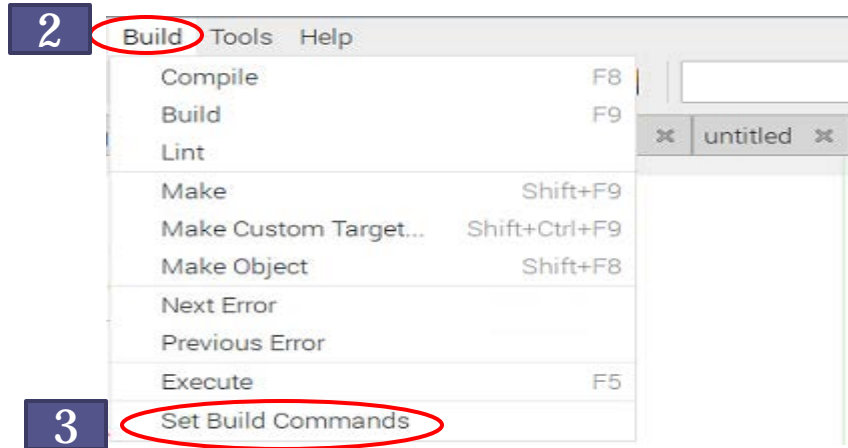 2
Build Tools Help
Compile F8
Build F9
untitled
Lint
Make Shift+F9
Make Custom Target... Shift+Ctrl+F9
Make Object Shift+F8
Next Error
Previous Error
Execute F5
3
Set Build Commands